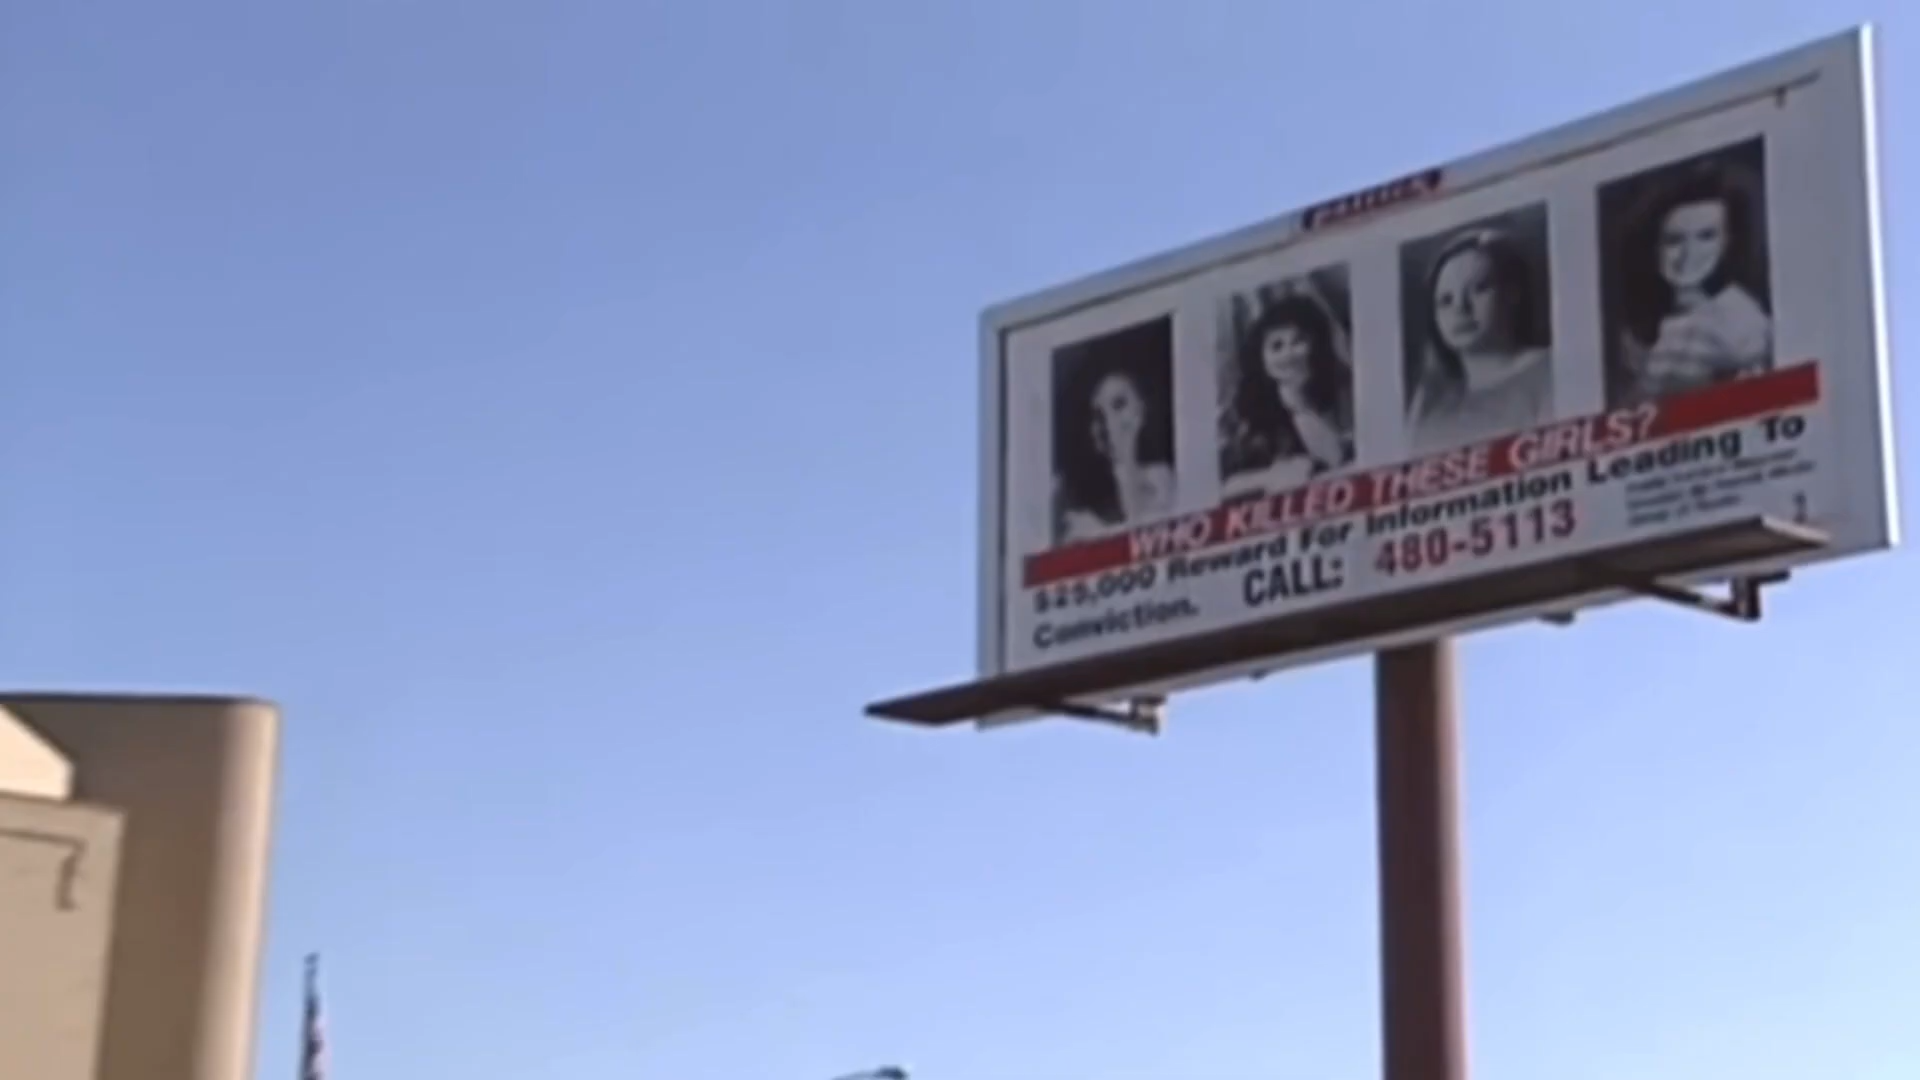 WHO KILLED THESE GIRLS?
$25,000 Reward For Information Leading To
Conviction. CALL: 480-5113